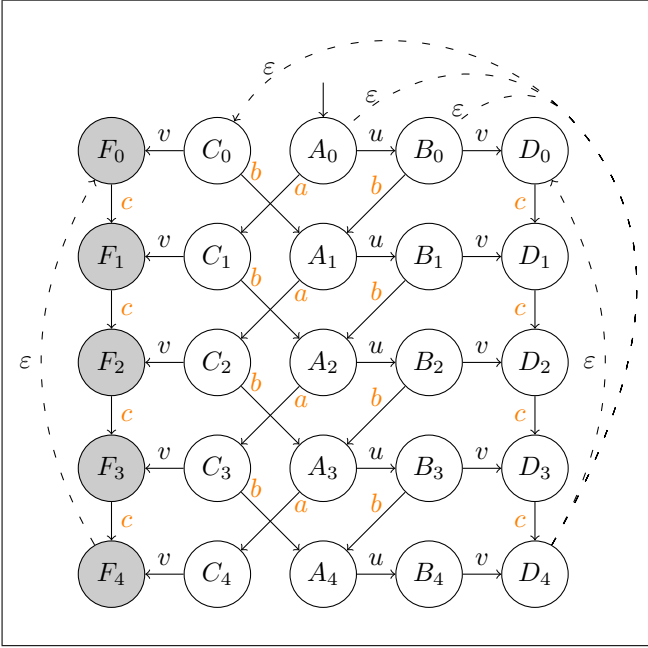 ε
ε
ε
F₀ v C₀ A₀ u B₀ v D₀
b a b
c c
F₁ v C₁ A₁ u B₁ v D₁
b a b
c c
ε F₂ v C₂ A₂ u B₂ v D₂ ε
b a b
c c
F₃ v C₃ A₃ u B₃ v D₃
b a b
c c
F₄ v C₄ A₄ u B₄ v D₄